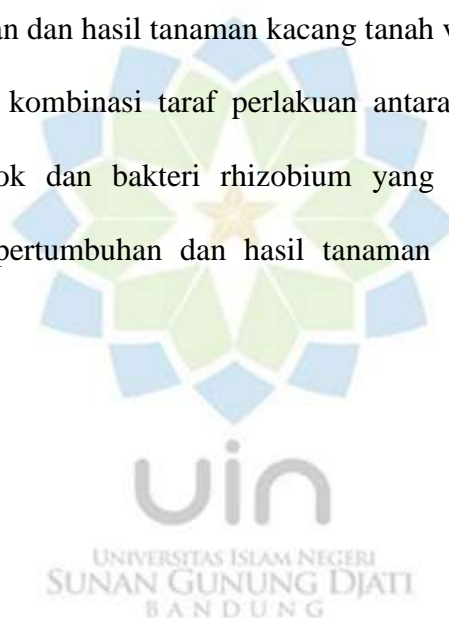 an dan hasil tanaman kacang tanah
kombinasi taraf perlakuan antara
ok dan bakteri rhizobium yang
pertumbuhan dan hasil tanaman
uin
UNIVERSITAS ISLAM NEGERI
SUNAN GUNUNG DJATI
BANDUNG